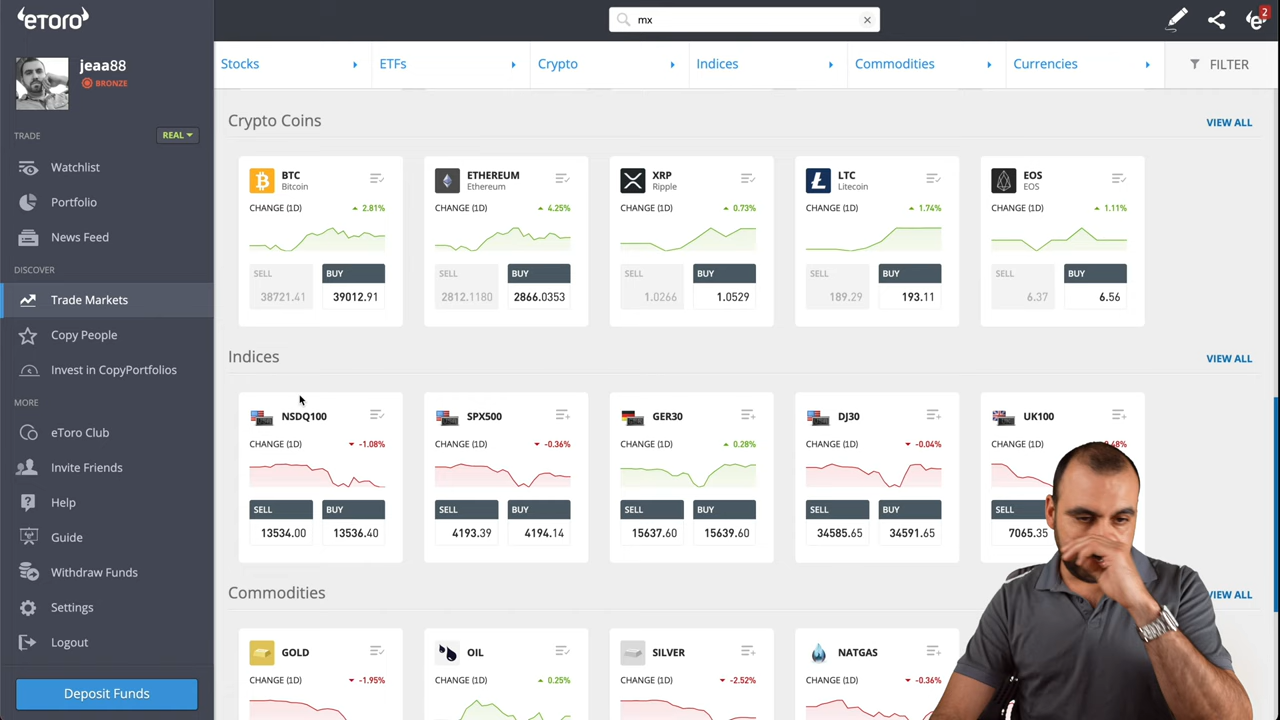 eToro
mx
2
jeaa88
BRONZE
TRADE
REAL
Watchlist
Portfolio
News Feed
DISCOVER
Trade Markets
Copy People
Invest in CopyPortfolios
MORE
eToro Club
Invite Friends
Help
Guide
Withdraw Funds
Settings
Logout
Deposit Funds
Stocks
ETFs
Crypto
Indices
Commodities
Currencies
FILTER
Crypto Coins
VIEW ALL
BTC
Bitcoin
CHANGE (1D)
2.81%
SELL
BUY
38721.41
39012.91
ETHEREUM
Ethereum
CHANGE (1D)
4.25%
SELL
BUY
2812.1180
2866.0353
XRP
Ripple
CHANGE (1D)
0.73%
SELL
BUY
1.0266
1.0529
LTC
Litecoin
CHANGE (1D)
1.74%
SELL
BUY
189.29
193.11
EOS
EOS
CHANGE (1D)
1.11%
SELL
BUY
6.37
6.56
Indices
VIEW ALL
NSDQ100
CHANGE (1D)
-1.08%
SELL
BUY
13534.00
13536.40
SPX500
CHANGE (1D)
-0.36%
SELL
BUY
4193.39
4194.14
GER30
CHANGE (1D)
0.28%
SELL
BUY
15637.60
15639.60
DJ30
CHANGE (1D)
-0.04%
SELL
BUY
34585.65
34591.65
UK100
CHANGE (1D)
SELL
7065.35
Commodities
VIEW ALL
GOLD
CHANGE (1D)
-1.95%
OIL
CHANGE (1D)
0.25%
SILVER
CHANGE (1D)
-2.52%
NATGAS
CHANGE (1D)
-0.36%